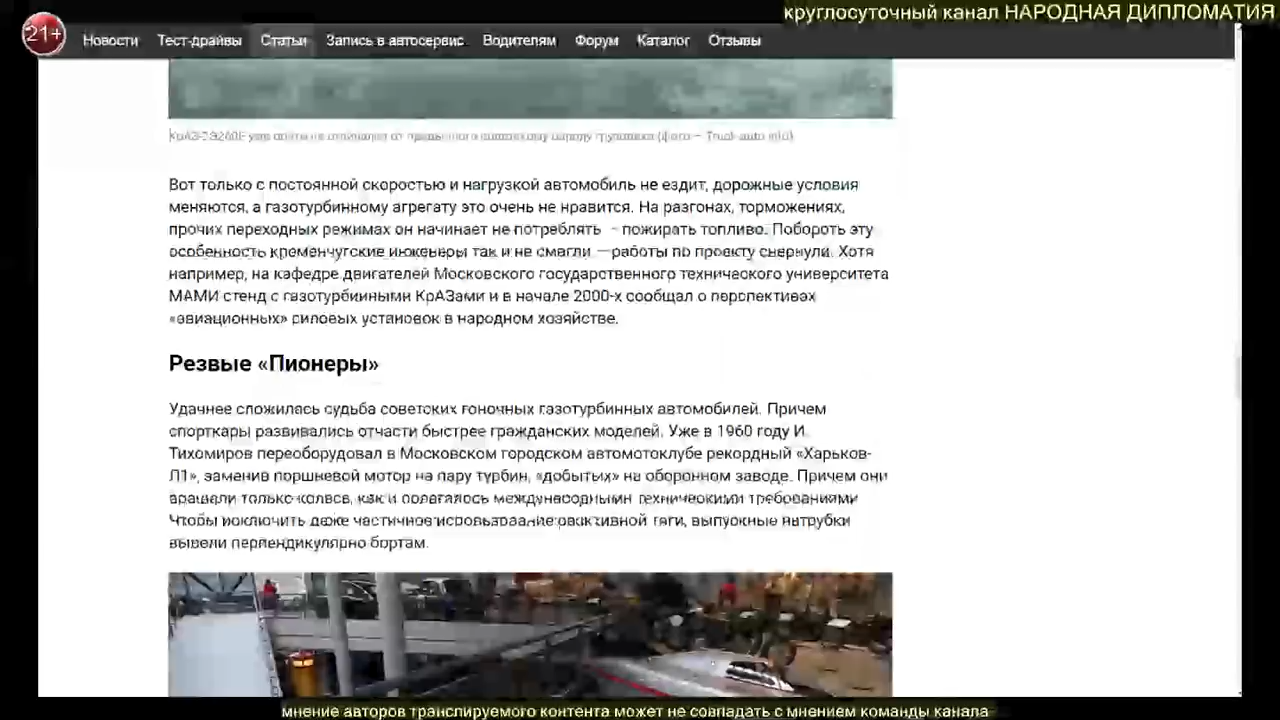 круглосуточный канал НАРОДНАЯ ДИПЛОМАТИЯ
21+
Новости Тест-драйвы Статьи Запись в автосервис Водителям Форум Каталог Отзывы
(фото – Truck-auto.info)
Вот только с постоянной скоростью и нагрузкой автомобиль не ездит, дорожные условия
меняются, а газотурбинному агрегату это очень не нравится. На разгонах, торможениях,
прочих переходных режимах он начинает не потреблять – пожирать топливо. Побороть эту
особенность кременчугские инженеры так и не смогли —работы по проекту свернули. Хотя
например, на кафедре двигателей Московского государственного технического университета
МАМИ стенд с газотурбинными КрАЗами и в начале 2000-х сообщал о перспективах
«авиационных» силовых установок в народном хозяйстве.
Резвые «Пионеры»
Удачнее сложилась судьба советских гоночных газотурбинных автомобилей. Причем
спорткары развивались отчасти быстрее гражданских моделей. Уже в 1960 году И.
Тихомиров переоборудовал в Московском городском автомотоклубе рекордный «Харьков-
Л1», заменив поршневой мотор на пару турбин, «добытых» на оборонном заводе. Причем они
вращали только колеса, как и полагалось международным техническими требованиями
Чтобы исключить даже частичное использование реактивной тяги, выпускные патрубки
вывели перпендикулярно бортам.
мнение авторов транслируемого контента может не совпадать с мнением команды канала